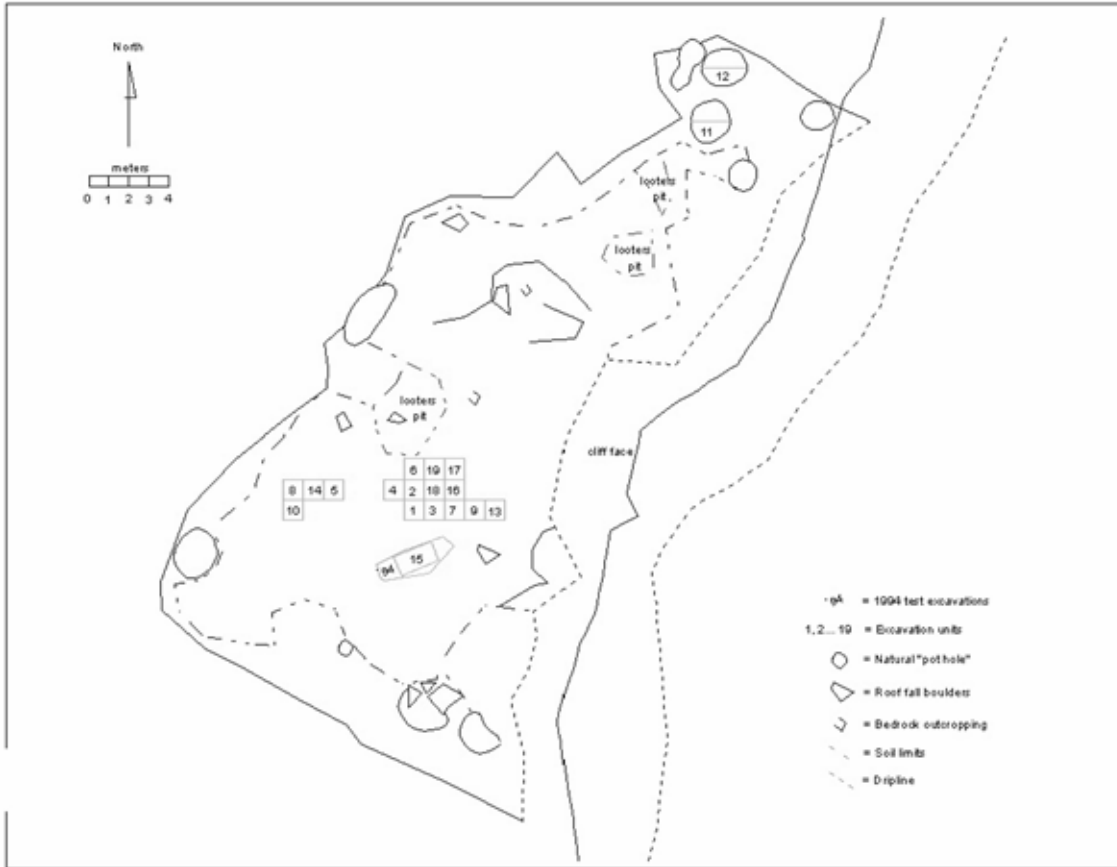 North
meters
0 1 2 3 4
12
11
looters
pit
looters
pit
looters
pit
cliff face
6 19 17
8 14 5
4 2 18 16
10
1 3 7 9 13
15
= 1994 test excavations
1, 2... 19 = Excavation units
= Natural "pot hole"
= Roof fall boulders
= Bedrock outcropping
= Soil limits
= Dripline